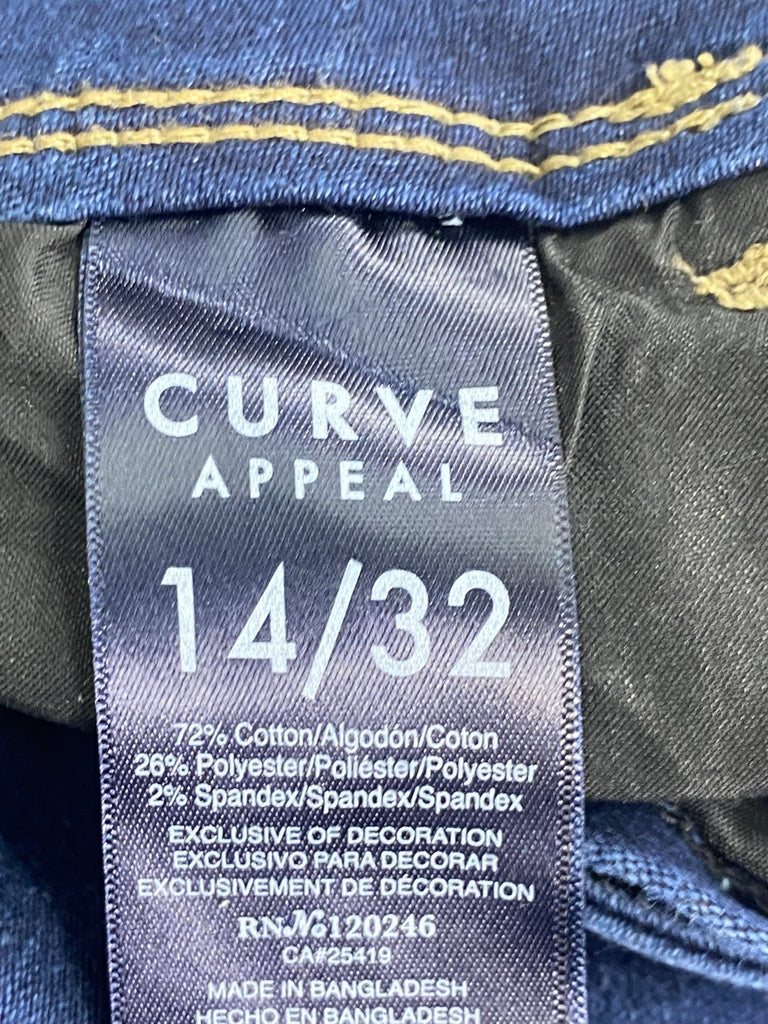 CURVE
APPEAL
14/32
72% Cotton/Algodón/Coton
26% Polyester/Poliéster/Polyester
2% Spandex/Spandex/Spandex
EXCLUSIVE OF DECORATION
EXCLUSIVO PARA DECORAR
EXCLUSIVEMENT DE DÉCORATION
RN№120246
CA#25419
MADE IN BANGLADESH
HECHO EN BANGLADESH